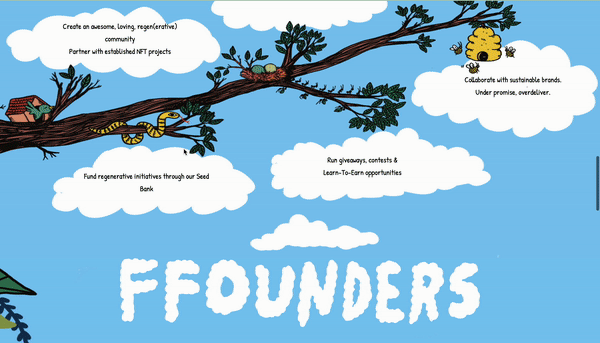 Create an awesome, loving, regen(erative)
community
Partner with established NFT projects
Collaborate with sustainable brands.
Under promise, overdeliver.
Run giveaways, contests &
Learn-To-Earn opportunities
Fund regenerative initiatives through our Seed
Bank
FFOUNDERS